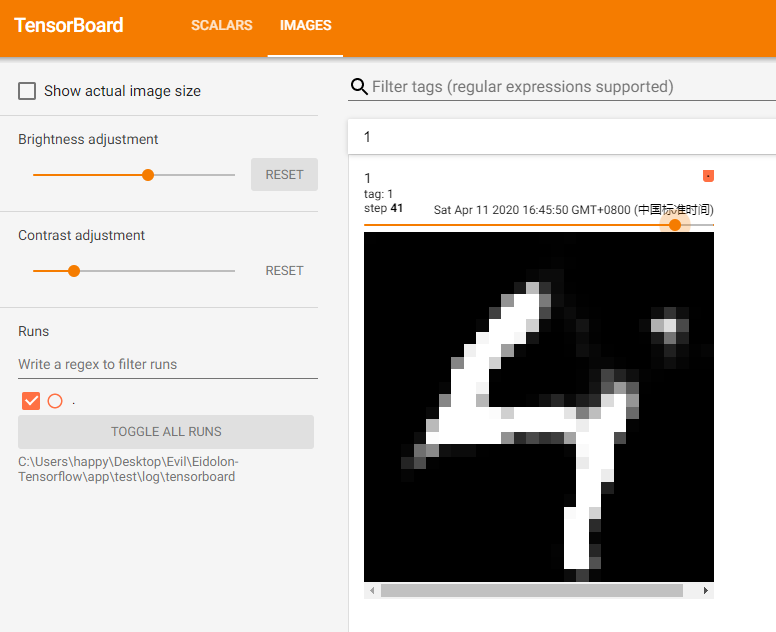 TensorBoard SCALARS IMAGES
Show actual image size
Filter tags (regular expressions supported)
Brightness adjustment
RESET
Contrast adjustment
RESET
Runs
Write a regex to filter runs
.
TOGGLE ALL RUNS
C:\Users\happy\Desktop\Evil\Eidolon-
Tensorflow\app\test\log\tensorboard
1
1
tag: 1
step 41 Sat Apr 11 2020 16:45:50 GMT+0800 (中国标准时间)
4